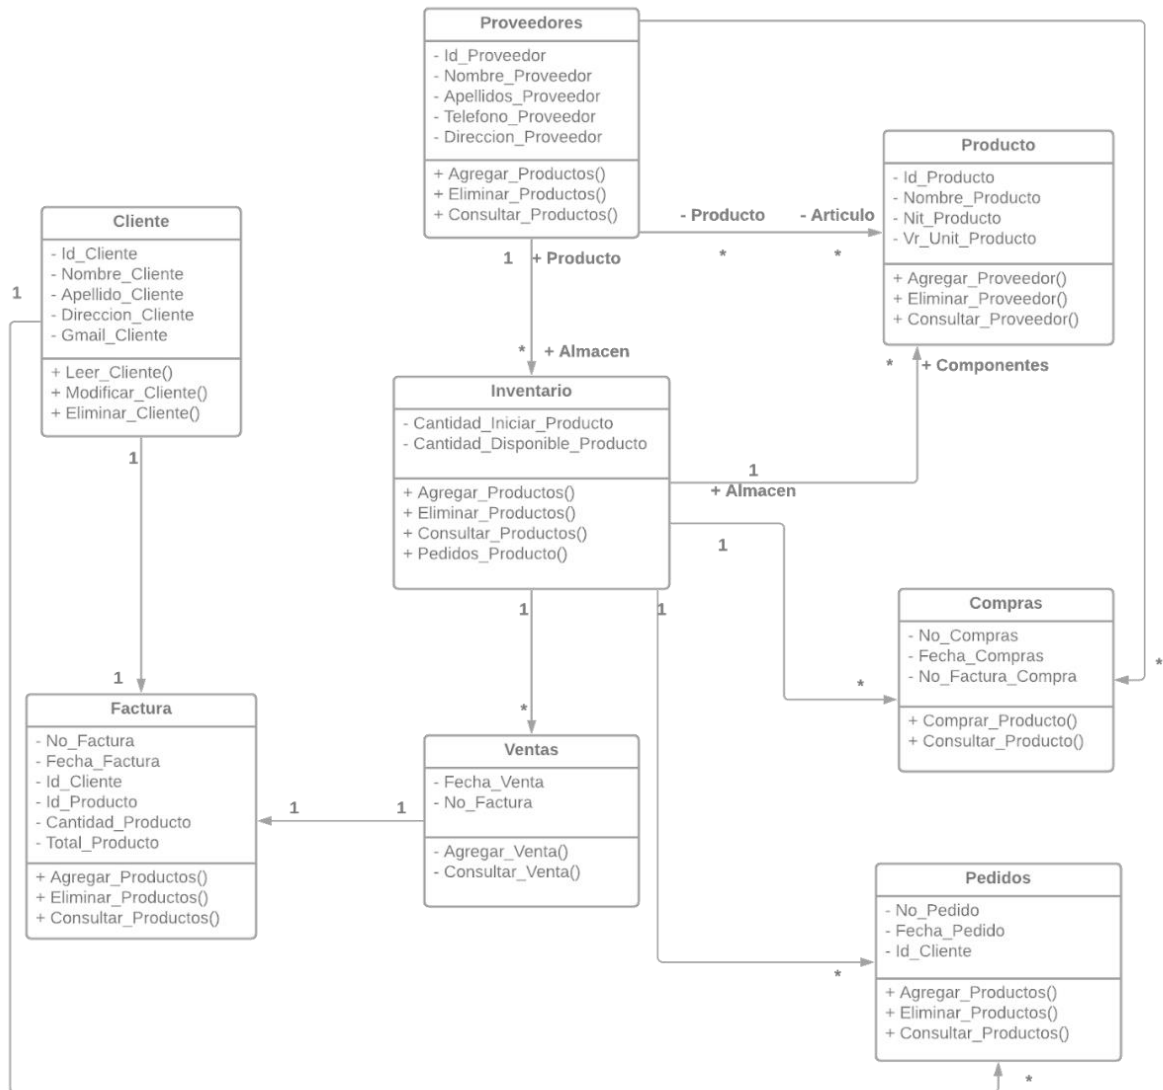 Proveedores
- Id_Proveedor
- Nombre_Proveedor
- Apellidos_Proveedor
- Telefono_Proveedor
- Direccion_Proveedor
+ Agregar_Productos()
+ Eliminar_Productos()
+ Consultar_Productos()
Producto
- Id_Producto
- Nombre_Producto
- Nit_Producto
- Vr_Unit_Producto
+ Agregar_Proveedor()
+ Eliminar_Proveedor()
+ Consultar_Proveedor()
- Producto
- Articulo
*
*
Cliente
- Id_Cliente
- Nombre_Cliente
- Apellido_Cliente
- Direccion_Cliente
- Gmail_Cliente
+ Leer_Cliente()
+ Modificar_Cliente()
+ Eliminar_Cliente()
1
1
1 + Producto
* + Almacen
* + Componentes
Inventario
- Cantidad_Iniciar_Producto
- Cantidad_Disponible_Producto
+ Agregar_Productos()
+ Eliminar_Productos()
+ Consultar_Productos()
+ Pedidos_Producto()
1
+ Almacen
1
1
1
Compras
- No_Compras
- Fecha_Compras
- No_Factura_Compra
+ Comprar_Producto()
+ Consultar_Producto()
*
*
1
Factura
- No_Factura
- Fecha_Factura
- Id_Cliente
- Id_Producto
- Cantidad_Producto
- Total_Producto
+ Agregar_Productos()
+ Eliminar_Productos()
+ Consultar_Productos()
1
1
*
Ventas
- Fecha_Venta
- No_Factura
- Agregar_Venta()
- Consultar_Venta()
Pedidos
- No_Pedido
- Fecha_Pedido
- Id_Cliente
+ Agregar_Productos()
+ Eliminar_Productos()
+ Consultar_Productos()
*
*